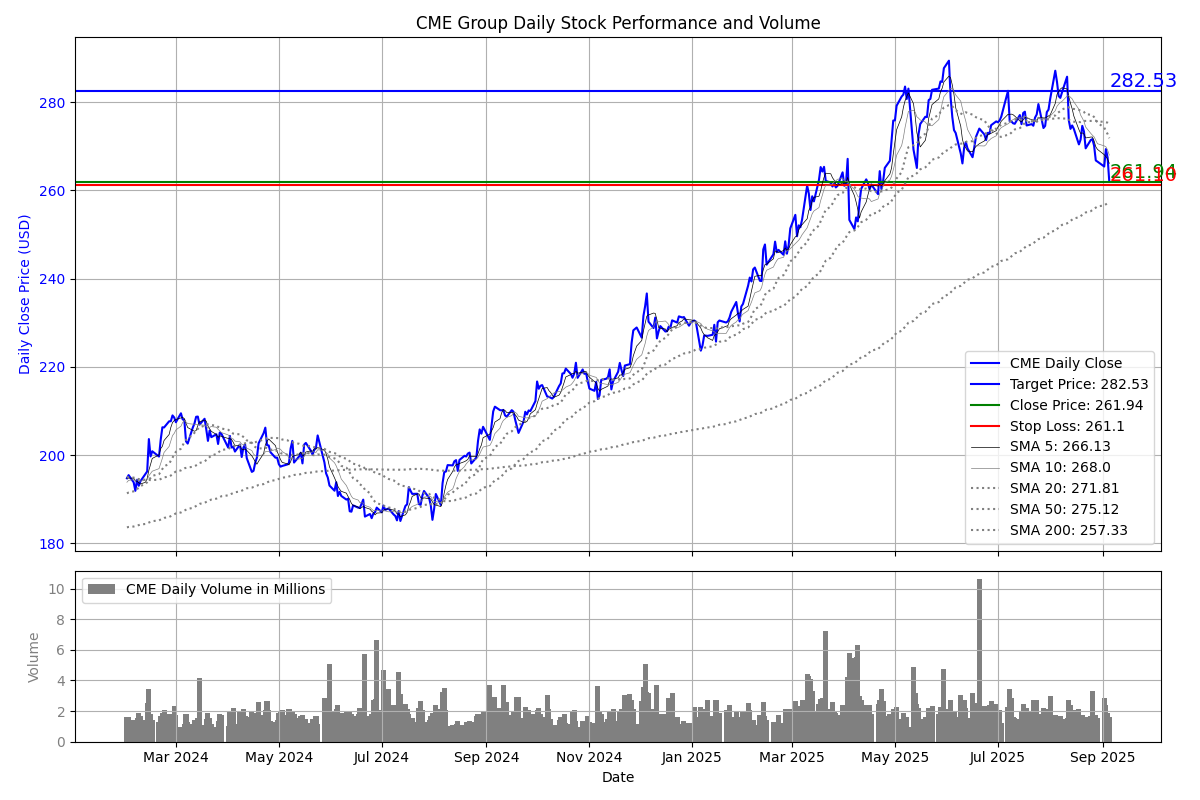 CME Group Daily Stock Performance and Volume
Daily Close Price (USD)
280
260
240
220
200
180
282.53
261.94
261.10
CME Daily Close
Target Price: 282.53
Close Price: 261.94
Stop Loss: 261.1
SMA 5: 266.13
SMA 10: 268.0
SMA 20: 271.81
SMA 50: 275.12
SMA 200: 257.33
CME Daily Volume in Millions
Volume
10
8
6
4
2
0
Mar 2024 May 2024 Jul 2024 Sep 2024 Nov 2024 Jan 2025 Mar 2025 May 2025 Jul 2025 Sep 2025
Date